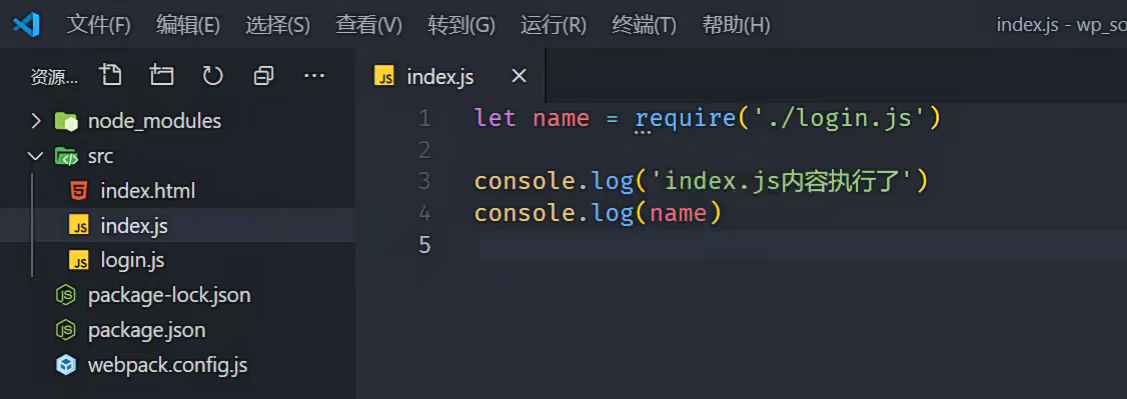 文件(F) 编辑(E) 选择(S) 查看(V) 转到(G) 运行(R) 终端(T) 帮助(H) index.js - wp_so
资源...
node_modules
src
index.html
index.js
login.js
package-lock.json
package.json
webpack.config.js
index.js
1 let name = require('./login.js')
2
3 console.log('index.js内容执行了')
4 console.log(name)
5